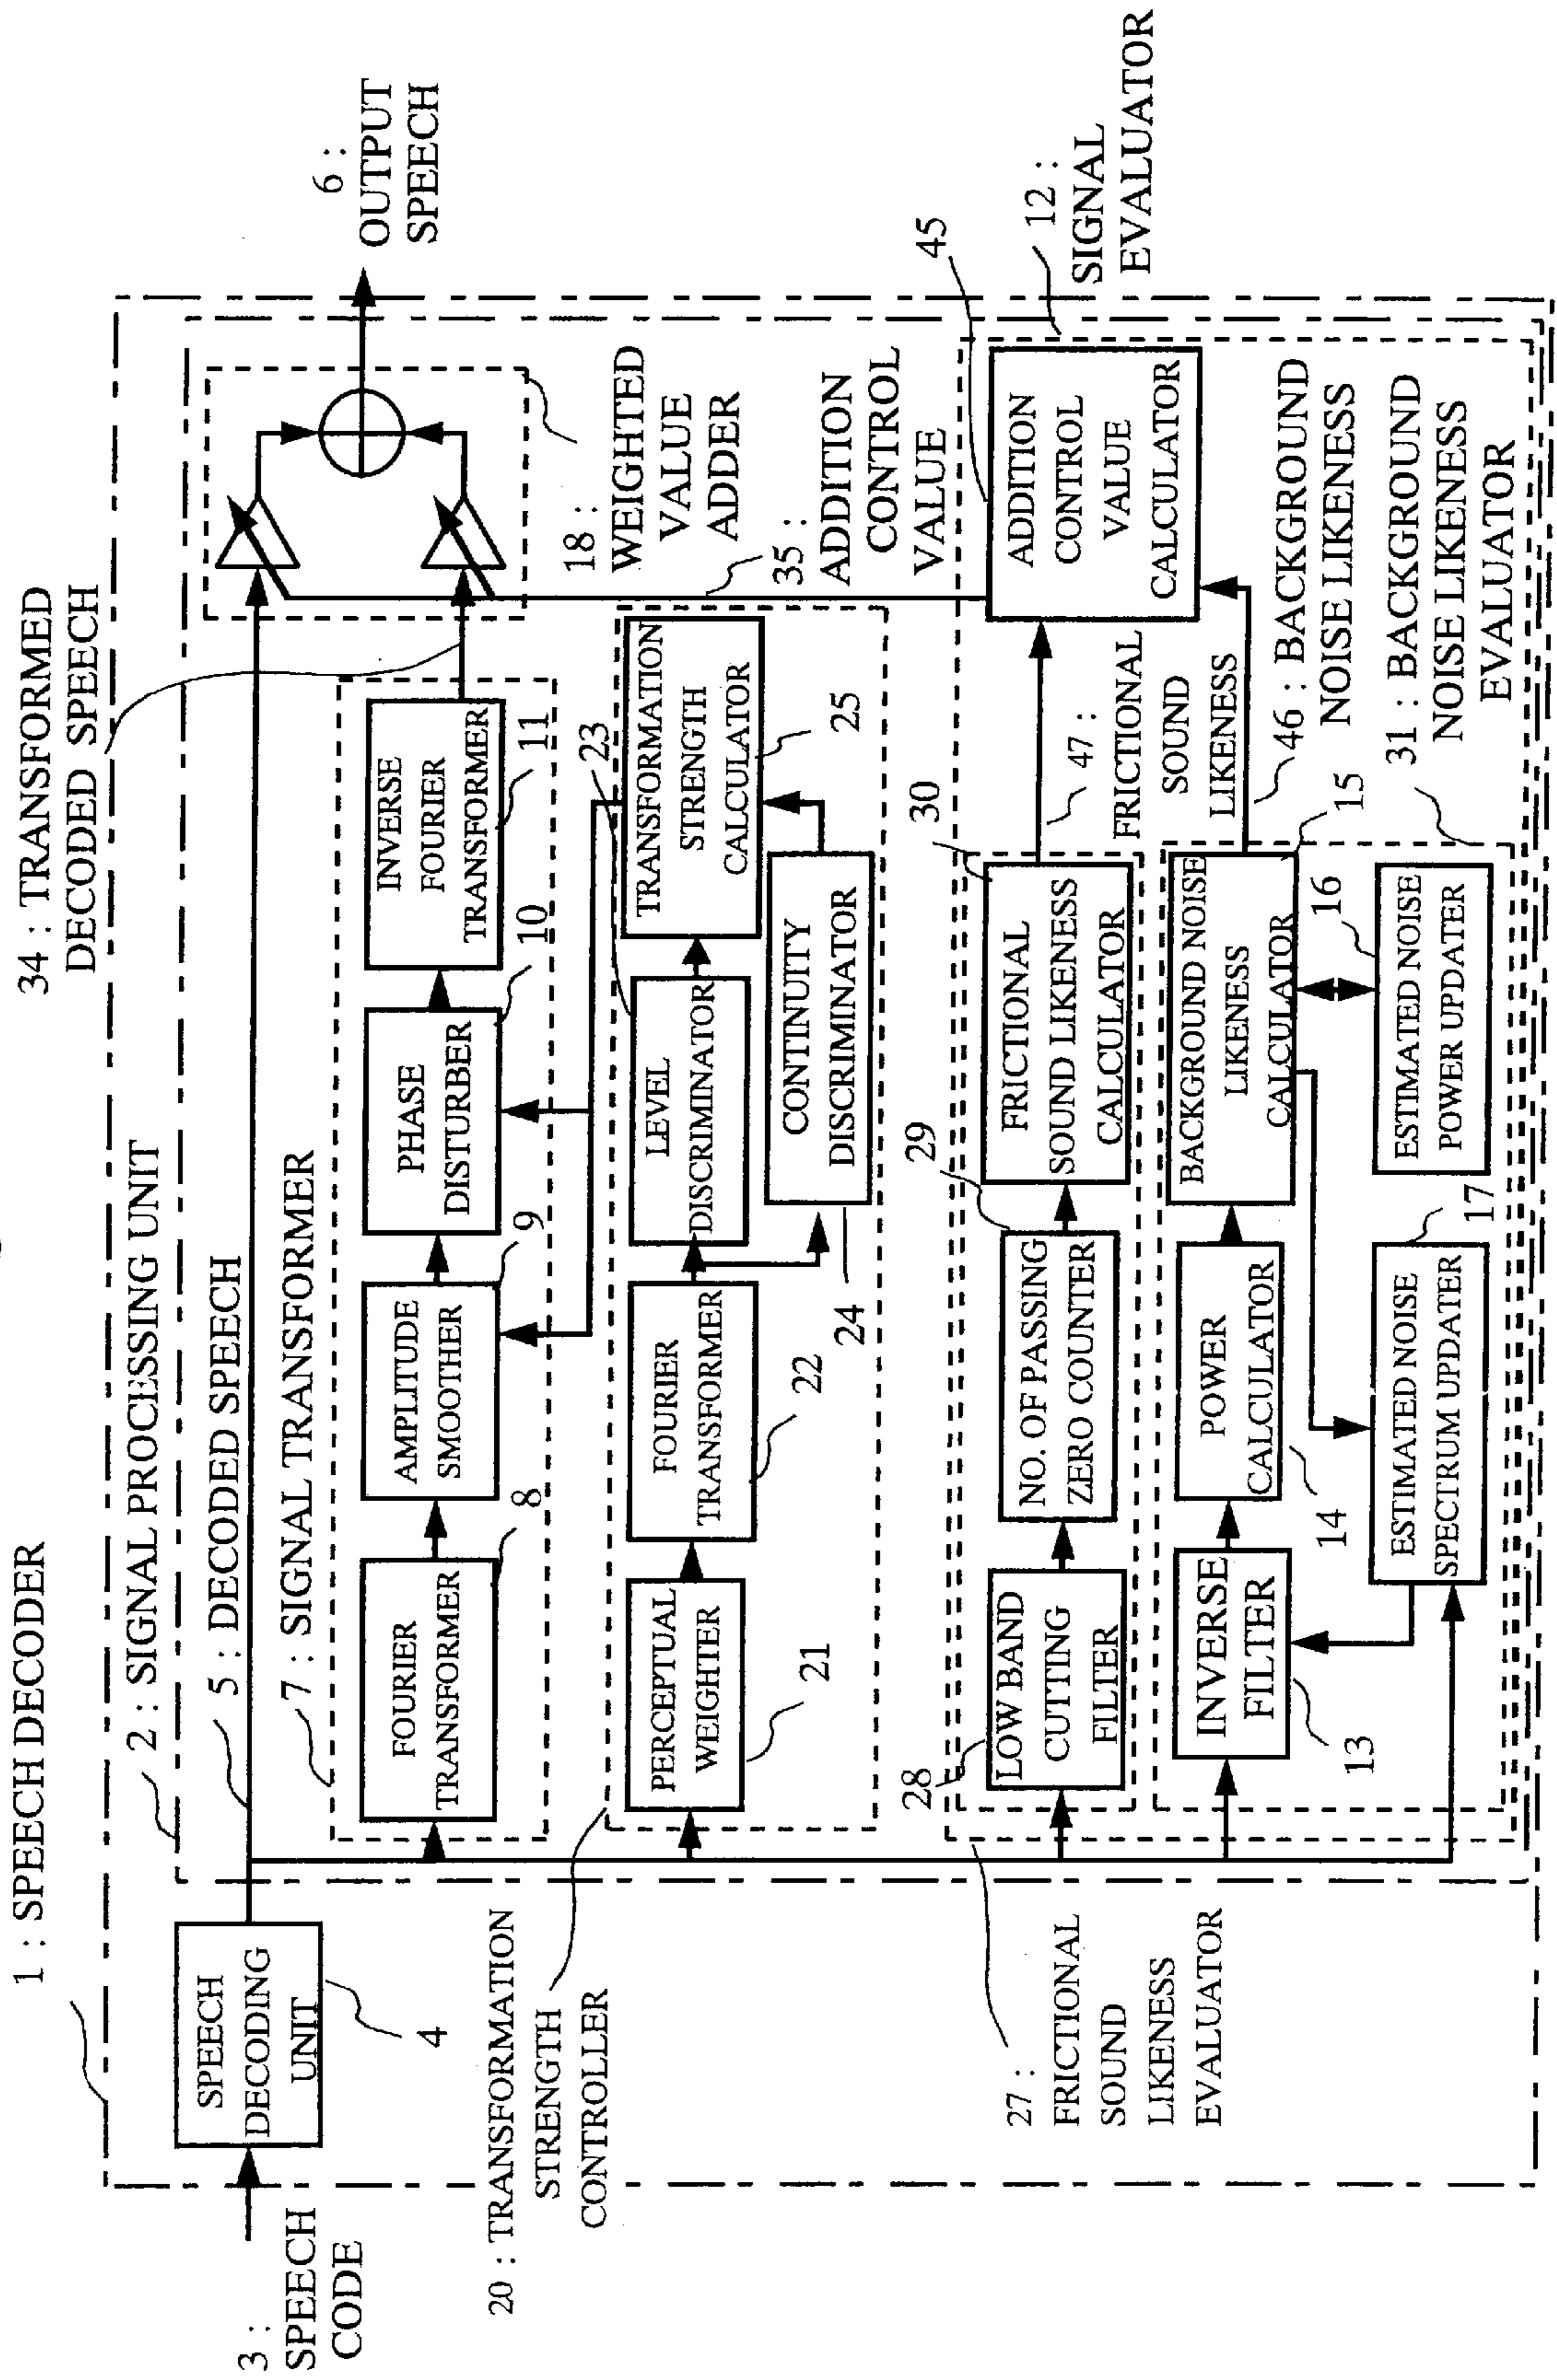 1 : SPEECH DECODER
2 : SIGNAL PROCESSING UNIT
34 : TRANSFORMED
DECODED SPEECH
3 :
SPEECH
CODE
SPEECH
DECODING
UNIT
4
5 : DECODED SPEECH
6 :
OUTPUT
SPEECH
7 : SIGNAL TRANSFORMER
FOURIER
TRANSFORMER
8
AMPLITUDE
SMOOTHER
9
PHASE
DISTURBER
10
INVERSE
FOURIER
TRANSFORMER
11
18 :
WEIGHTED
VALUE
ADDER
20 : TRANSFORMATION
STRENGTH
CONTROLLER
PERCEPTUAL
WEIGHTER
21
FOURIER
TRANSFORMER
22
LEVEL
DISCRIMINATOR
23
CONTINUITY
DISCRIMINATOR
24
TRANSFORMATION
STRENGTH
CALCULATOR
25
35 :
ADDITION
CONTROL
VALUE
27 :
FRICTIONAL
SOUND
LIKENESS
EVALUATOR
28
LOW BAND
CUTTING
FILTER
29
NO. OF PASSING
ZERO COUNTER
30
FRICTIONAL
SOUND LIKENESS
CALCULATOR
47 :
FRICTIONAL
SOUND
LIKENESS
45
ADDITION
CONTROL
VALUE
CALCULATOR
12 :
SIGNAL
EVALUATOR
INVERSE
FILTER
13
POWER
CALCULATOR
14
BACKGROUND NOISE
LIKENESS
CALCULATOR
15
46 : BACKGROUND
NOISE LIKENESS
31 : BACKGROUND
NOISE LIKENESS
EVALUATOR
16
ESTIMATED NOISE
POWER UPDATER
17
ESTIMATED NOISE
SPECTRUM UPDATER